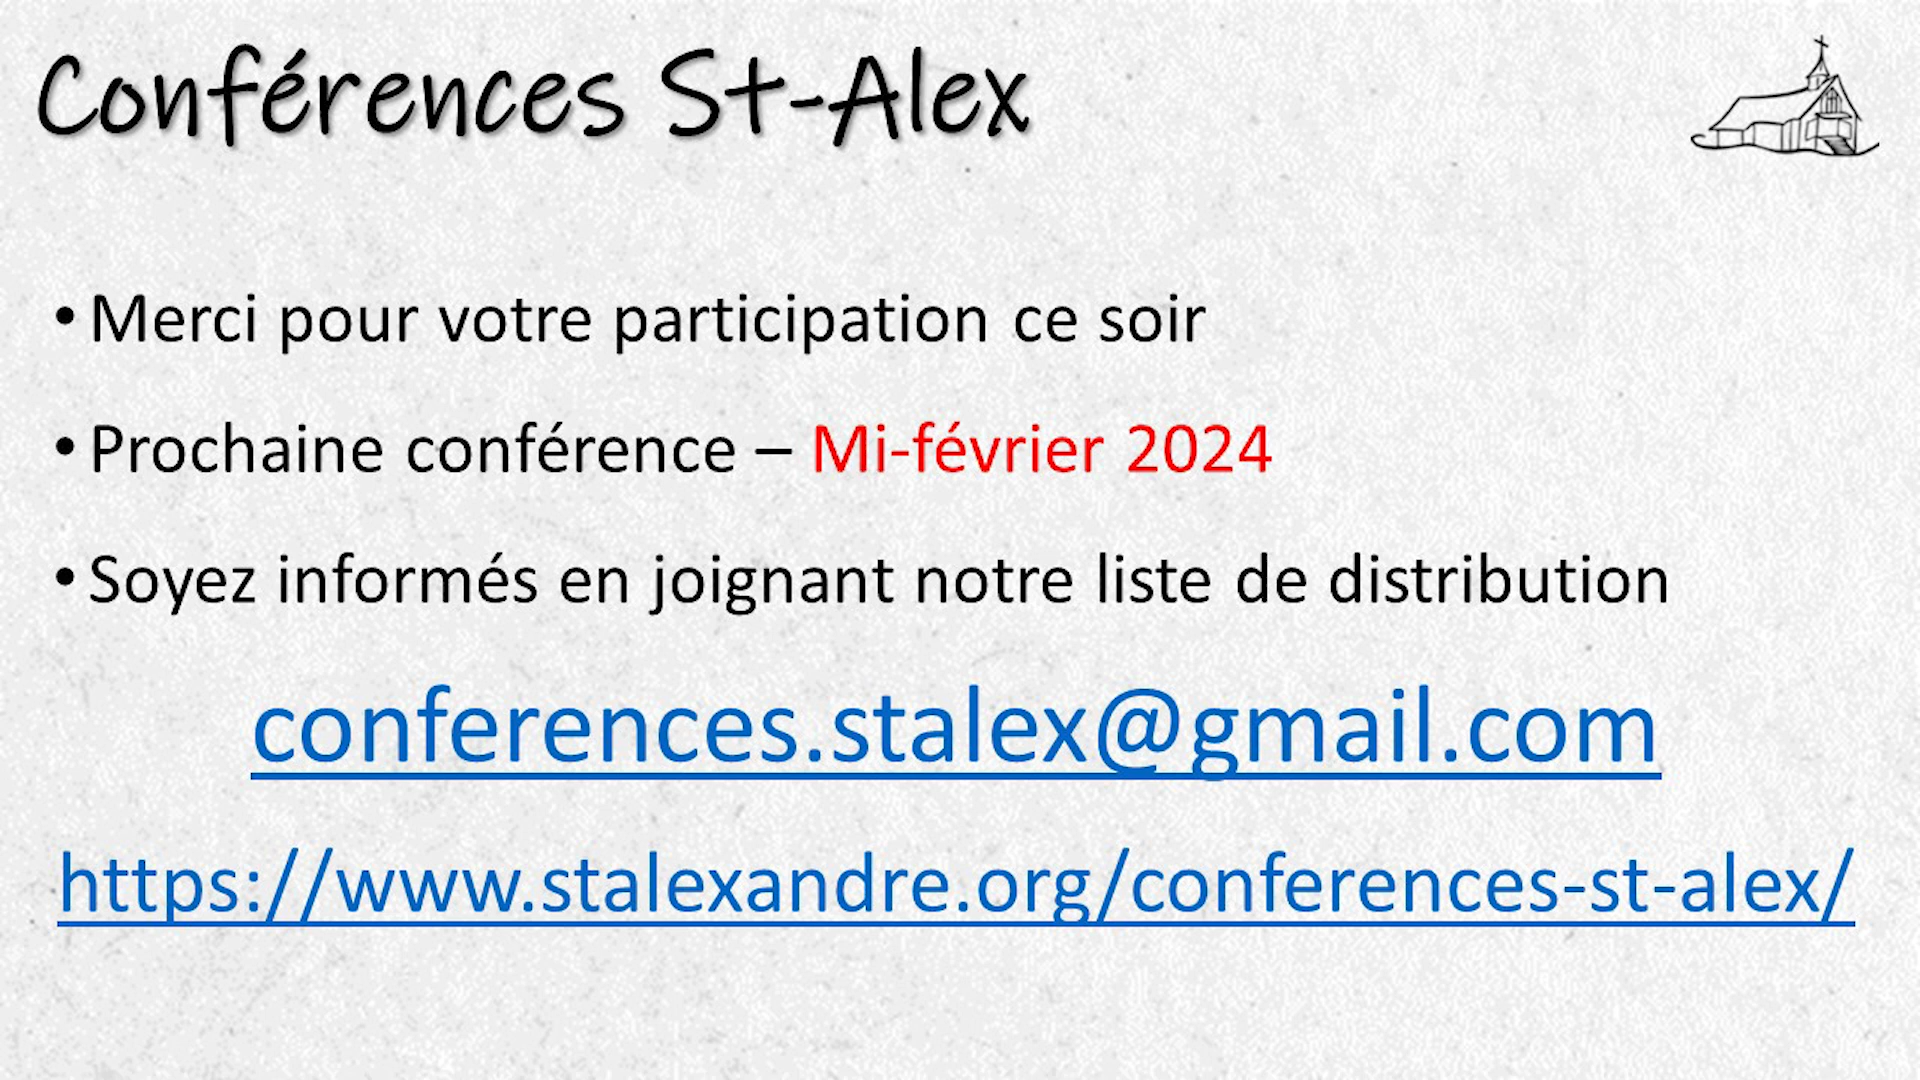 Conférences St-Alex
• Merci pour votre participation ce soir
• Prochaine conférence – Mi-février 2024
• Soyez informés en joignant notre liste de distribution
conferences.stalex@gmail.com
https://www.stalexandre.org/conferences-st-alex/